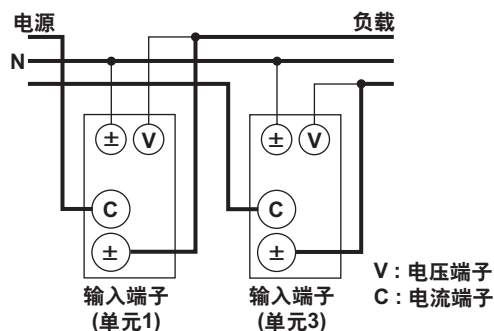 电源
负载
N
±
V
±
V
C
C
±
±
V : 电压端子
C : 电流端子
输入端子
(单元1)
输入端子
(单元3)